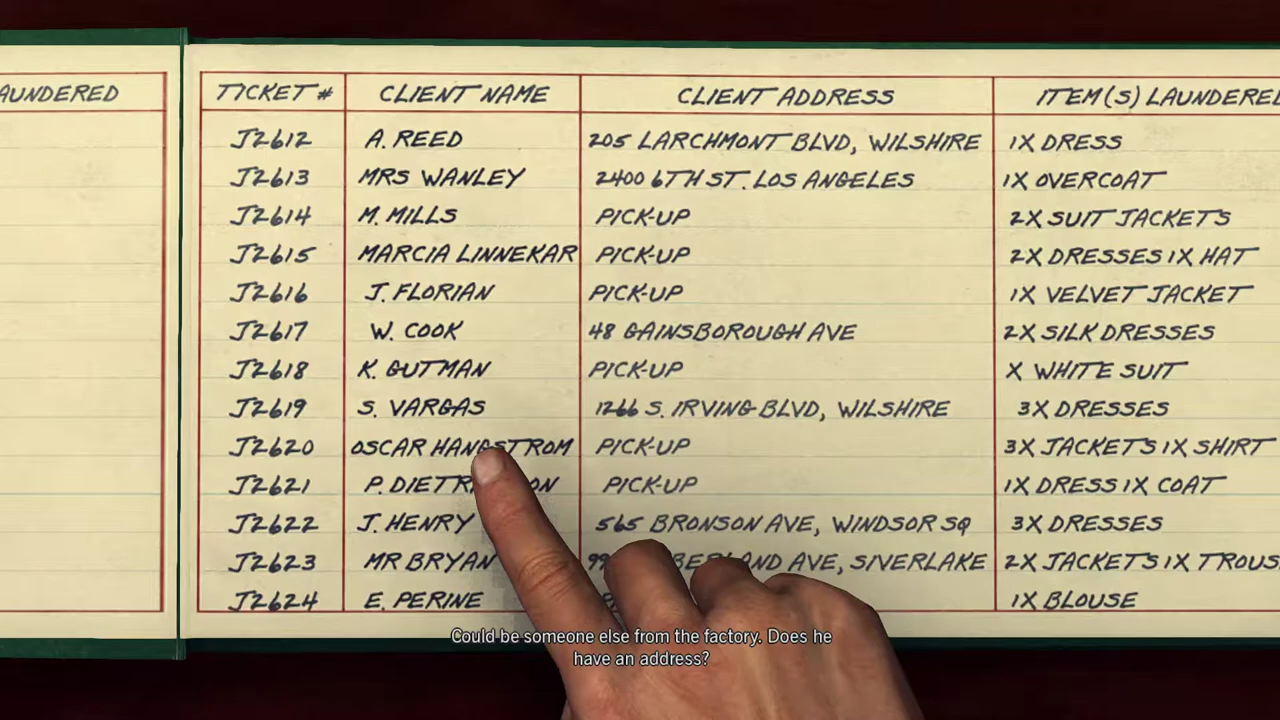 AUNDERED TICKET # CLIENT NAME CLIENT ADDRESS ITEM(S) LAUNDERED
J2612 A. REED 205 LARCHMONT BLVD, WILSHIRE 1X DRESS
J2613 MRS WANLEY 2400 6TH ST. LOS ANGELES 1X OVERCOAT
J2614 M. MILLS PICK-UP 2X SUIT JACKETS
J2615 MARCIA LINNEKAR PICK-UP 2X DRESSES 1X HAT
J2616 J. FLORIAN PICK-UP 1X VELVET JACKET
J2617 W. COOK 48 GAINSBOROUGH AVE 2X SILK DRESSES
J2618 K. GUTMAN PICK-UP X WHITE SUIT
J2619 S. VARGAS 1266 S. IRVING BLVD, WILSHIRE 3X DRESSES
J2620 OSCAR HANGSTROM PICK-UP 3X JACKETS 1X SHIRT
J2621 P. PICK-UP 1X DRESS 1X COAT
J2622 J. HENRY 565 BRONSON AVE, WINDSOR SQ 3X DRESSES
J2623 MR BRYAN AVE, SIVERLAKE 2X JACKETS 1X TROUS
J2624 E. PERINE 1X BLOUSE
Could be someone else from the factory. Does he
have an address?